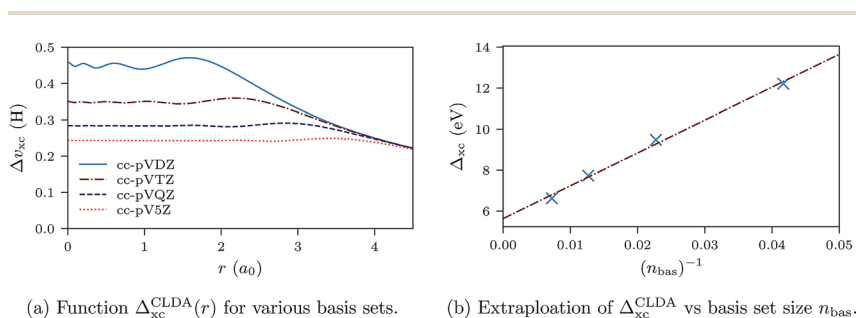 0.5
0.4
0.3
0.2
0.1
0.0
Δv_xc (H)
cc-pVDZ
cc-pVTZ
cc-pVQZ
cc-pV5Z
0 1 2 3 4
r (a₀)
(a) Function Δ_xc^CLDA(r) for various basis sets.
14
12
10
8
6
Δ_xc (eV)
0.00 0.01 0.02 0.03 0.04 0.05
(n_bas)⁻¹
(b) Extraploation of Δ_xc^CLDA vs basis set size n_bas.